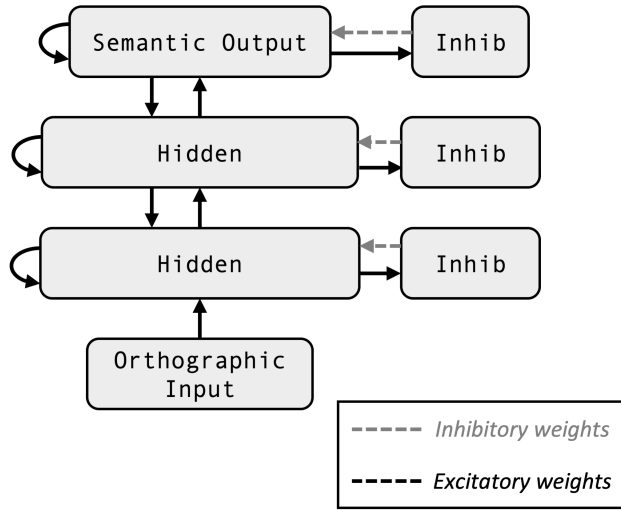 Semantic Output
Inhib
Hidden
Inhib
Hidden
Inhib
Orthographic
Input
Inhibitory weights
Excitatory weights